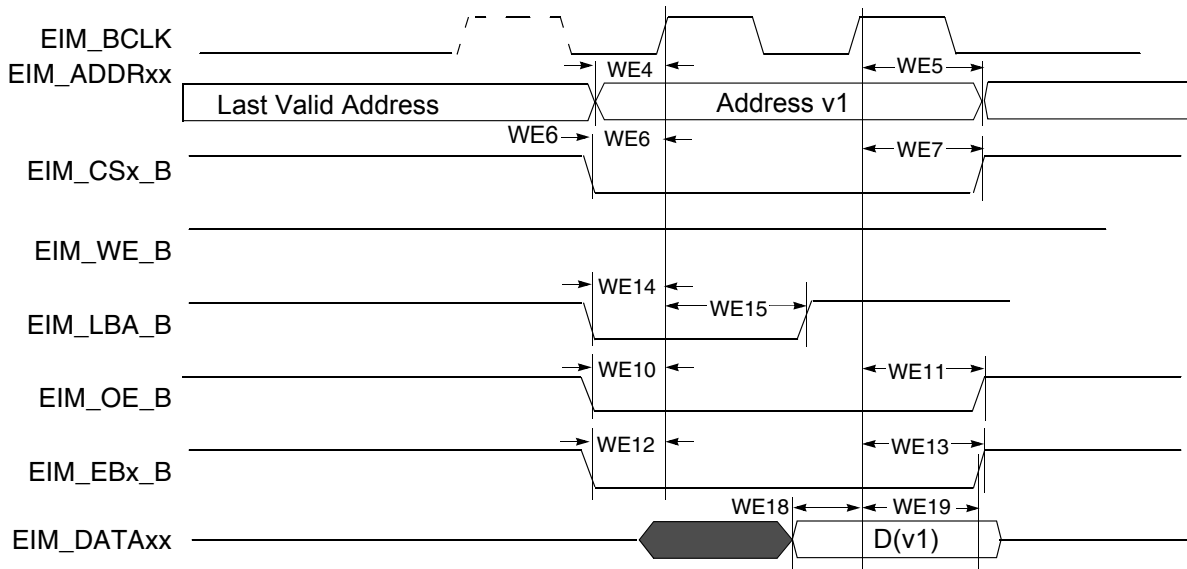 EIM_BCLK
EIM_ADDRxx
WE4
WE5
Last Valid Address
Address v1
WE6
WE6
EIM_CSx_B
WE7
EIM_WE_B
WE14
EIM_LBA_B
WE15
WE10
EIM_OE_B
WE11
WE12
EIM_EBx_B
WE13
WE18
WE19
EIM_DATAxx
D(v1)